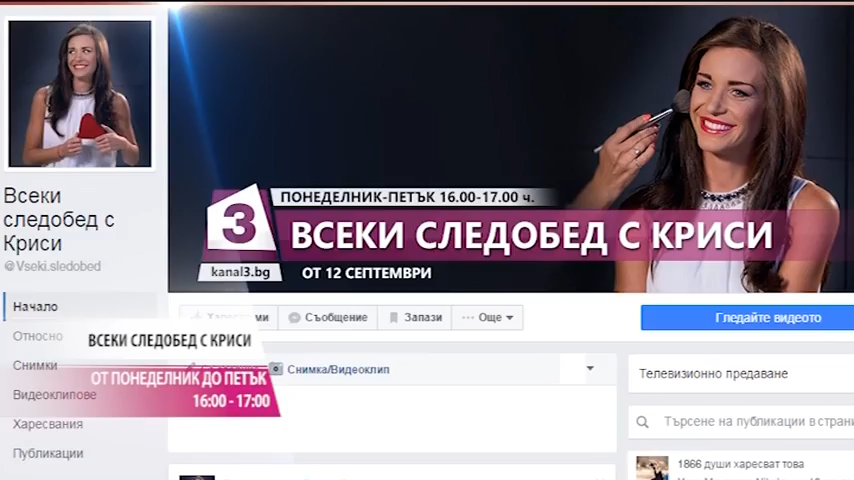 ПОНЕДЕЛНИК-ПЕТЪК 16.00-17.00 ч.
3
ВСЕКИ СЛЕДОБЕД С КРИСИ
kanal3.bg
ОТ 12 СЕПТЕМВРИ
Всеки
следобед с
Криси
@Vseki.sledobed
Начало
Относно
Снимки
Видеоклипове
Харесвания
Публикации
ВСЕКИ СЛЕДОБЕД С КРИСИ
ОТ ПОНЕДЕЛНИК ДО ПЕТЪК
16:00 - 17:00
Съобщение
Запази
Още
Гледайте видеото
Снимка/Видеоклип
Телевизионно предаване
Търсене на публикации в
1866 души харесват това